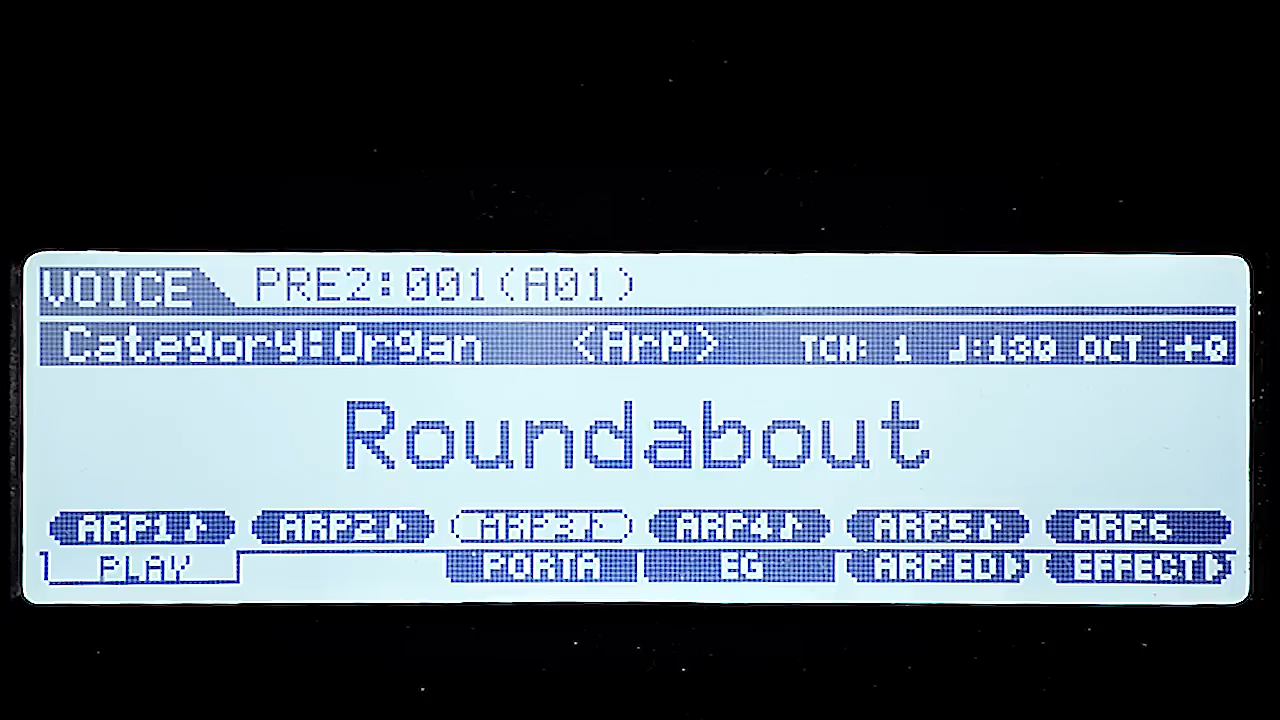 VOICE PRE2:001(A01)
Category:Organ <Arp> TCH: 1 ♩:130 OCT :+0
Roundabout
ARP1♪ ARP2♪ ARP3♪ ARP4♪ ARP5♪ ARP6
PLAY PORTA EG ARP ED EFFECT